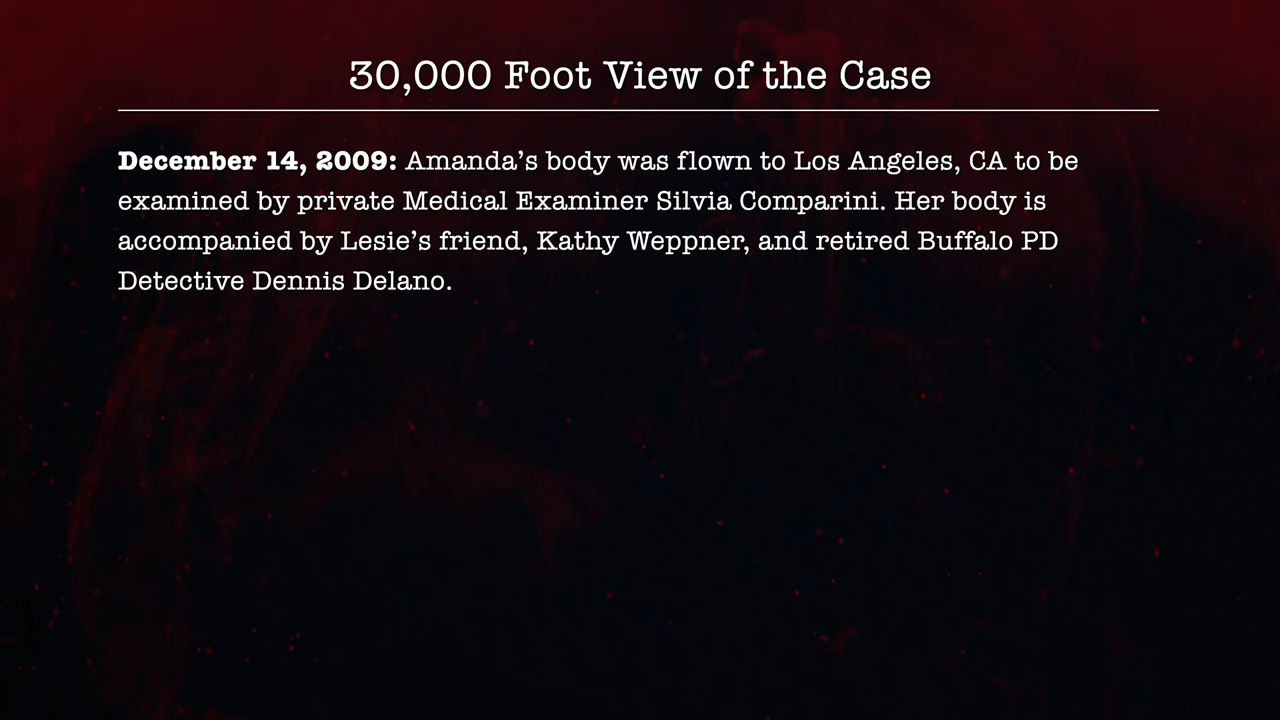 30,000 Foot View of the Case
December 14, 2009: Amanda’s body was flown to Los Angeles, CA to be
examined by private Medical Examiner Silvia Comparini. Her body is
accompanied by Lesie’s friend, Kathy Weppner, and retired Buffalo PD
Detective Dennis Delano.